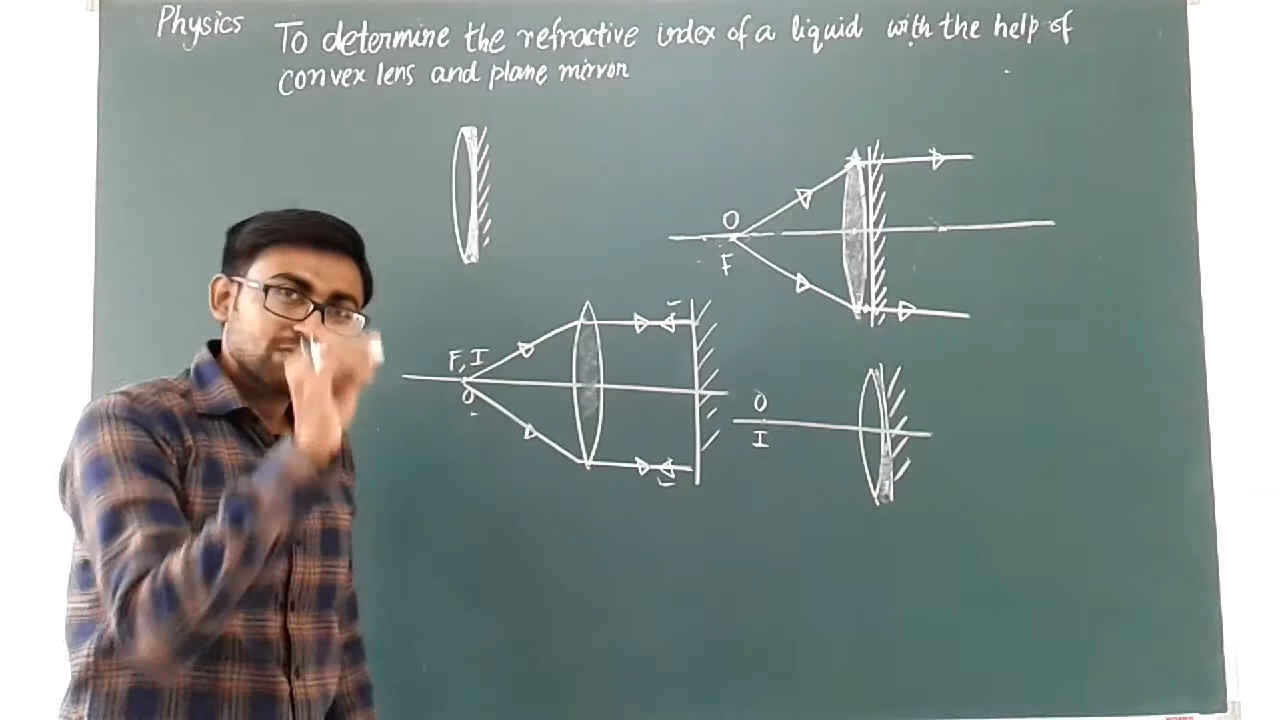 Physics
To determine the refractive index of a liquid with the help of
convex lens and plane mirror
O
F
F, I
O
O
I